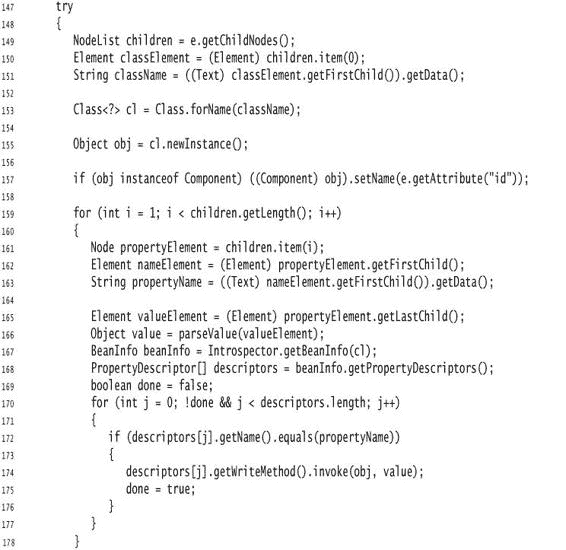 147 try
148 {
149 NodeList children = e.getChildNodes();
150 Element classElement = (Element) children.item(0);
151 String className = ((Text) classElement.getFirstChild()).getData();
152
153 Class<?> cl = Class.forName(className);
154
155 Object obj = cl.newInstance();
156
157 if (obj instanceof Component) ((Component) obj).setName(e.getAttribute("id"));
158
159 for (int i = 1; i < children.getLength(); i++)
160 {
161 Node propertyElement = children.item(i);
162 Element nameElement = (Element) propertyElement.getFirstChild();
163 String propertyName = ((Text) nameElement.getFirstChild()).getData();
164
165 Element valueElement = (Element) propertyElement.getLastChild();
166 Object value = parseValue(valueElement);
167 BeanInfo beanInfo = Introspector.getBeanInfo(cl);
168 PropertyDescriptor[] descriptors = beanInfo.getPropertyDescriptors();
169 boolean done = false;
170 for (int j = 0; !done && j < descriptors.length; j++)
171 {
172 if (descriptors[j].getName().equals(propertyName))
173 {
174 descriptors[j].getWriteMethod().invoke(obj, value);
175 done = true;
176 }
177 }
178 }